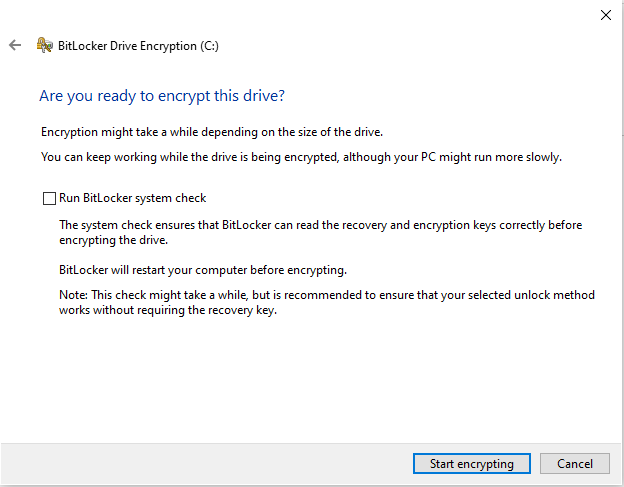 BitLocker Drive Encryption (C:)
Are you ready to encrypt this drive?
Encryption might take a while depending on the size of the drive.
You can keep working while the drive is being encrypted, although your PC might run more slowly.
Run BitLocker system check
The system check ensures that BitLocker can read the recovery and encryption keys correctly before
encrypting the drive.
BitLocker will restart your computer before encrypting.
Note: This check might take a while, but is recommended to ensure that your selected unlock method
works without requiring the recovery key.
Start encrypting
Cancel